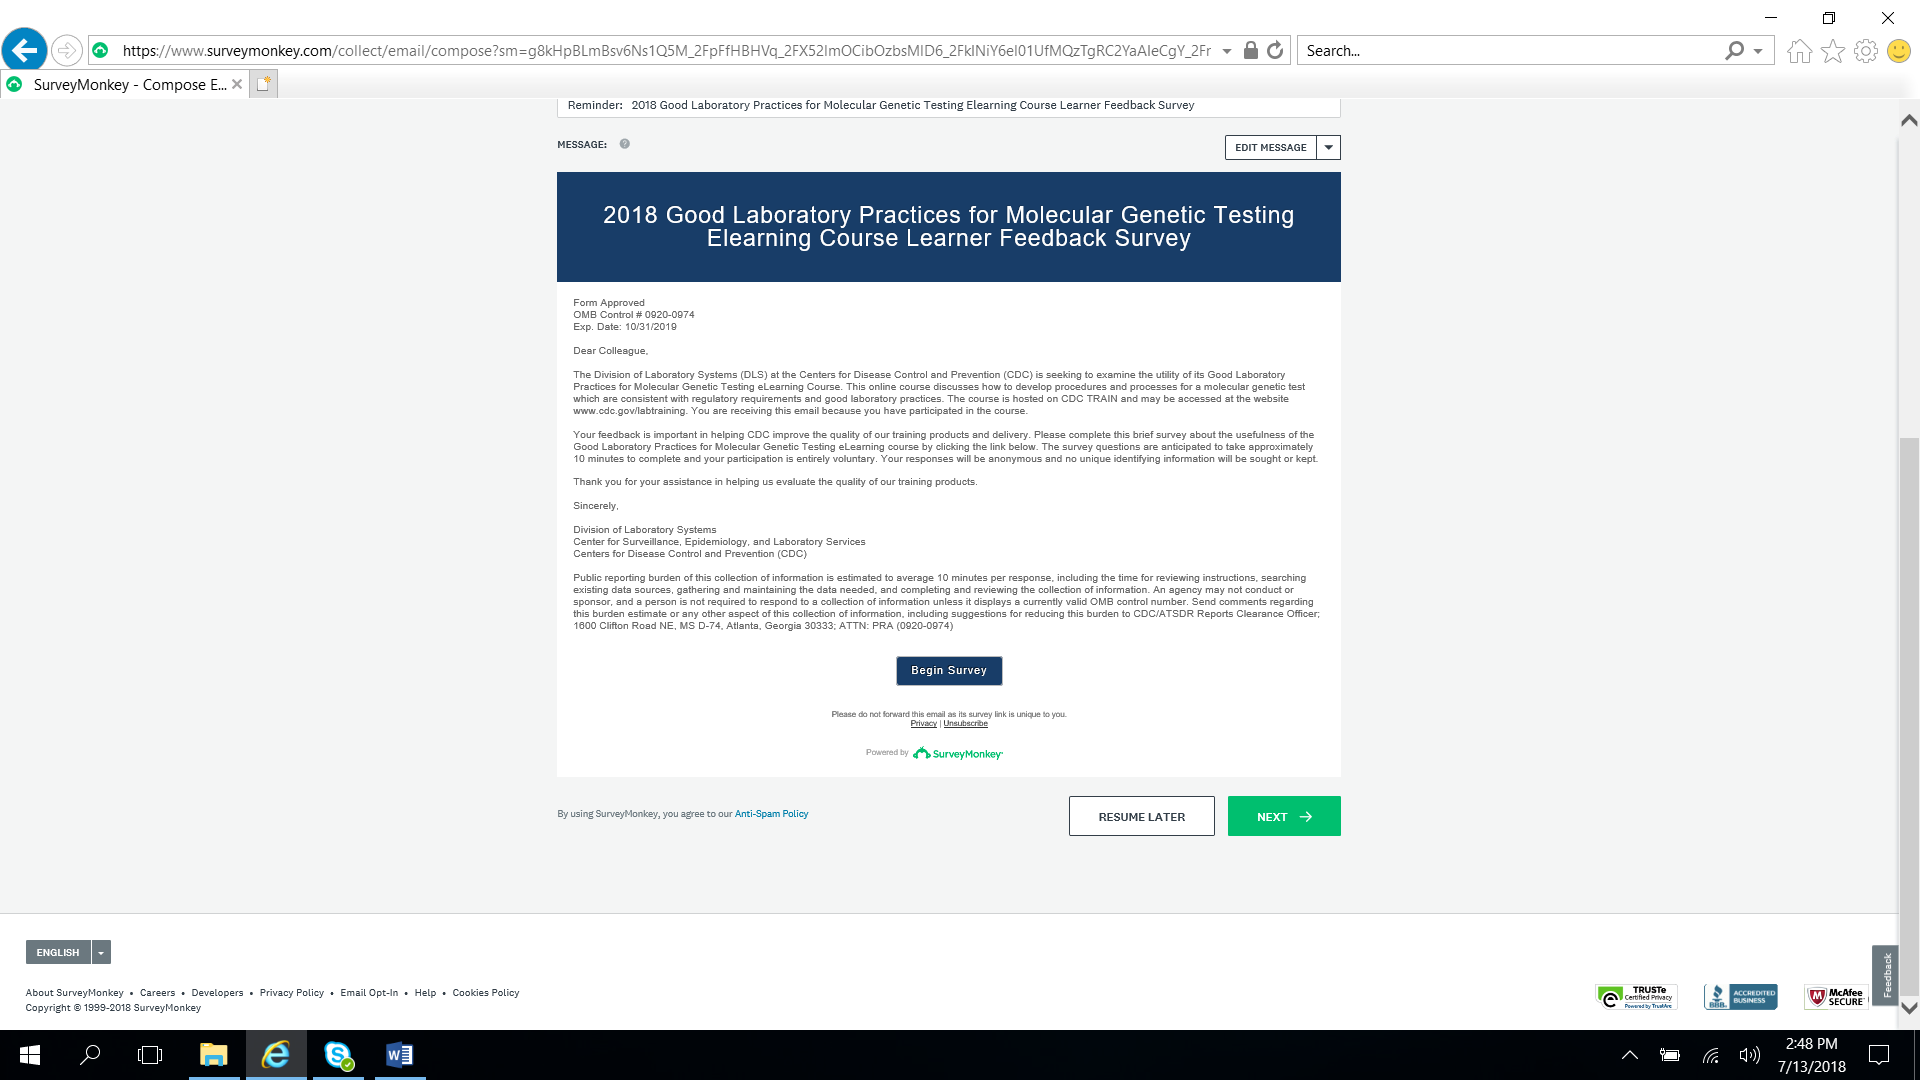 https://www.surveymonkey.com/collect/email/compose?sm=g8kHpBLmBsv6Ns1Q5M_2FpFfHBHVq_2FX52lmOCibOzbsMID6_2FkINiY6el01UfMQzTgRC2YaAIeCgY_2Fr
Search...
SurveyMonkey - Compose E...
Reminder: 2018 Good Laboratory Practices for Molecular Genetic Testing Elearning Course Learner Feedback Survey
MESSAGE:
EDIT MESSAGE
2018 Good Laboratory Practices for Molecular Genetic Testing
Elearning Course Learner Feedback Survey
Form Approved
OMB Control # 0920-0974
Exp. Date: 10/31/2019
Dear Colleague,
The Division of Laboratory Systems (DLS) at the Centers for Disease Control and Prevention (CDC) is seeking to examine the utility of its Good Laboratory
Practices for Molecular Genetic Testing eLearning Course. This online course discusses how to develop procedures and processes for a molecular genetic test
which are consistent with regulatory requirements and good laboratory practices. The course is hosted on CDC TRAIN and may be accessed at the website
www.cdc.gov/labtraining. You are receiving this email because you have participated in the course.
Your feedback is important in helping CDC improve the quality of our training products and delivery. Please complete this brief survey about the usefulness of the
Good Laboratory Practices for Molecular Genetic Testing eLearning course by clicking the link below. The survey questions are anticipated to take approximately
10 minutes to complete and your participation is entirely voluntary. Your responses will be anonymous and no unique identifying information will be sought or kept.
Thank you for your assistance in helping us evaluate the quality of our training products.
Sincerely,
Division of Laboratory Systems
Center for Surveillance, Epidemiology, and Laboratory Services
Centers for Disease Control and Prevention (CDC)
Public reporting burden of this collection of information is estimated to average 10 minutes per response, including the time for reviewing instructions, searching
existing data sources, gathering and maintaining the data needed, and completing and reviewing the collection of information. An agency may not conduct or
sponsor, and a person is not required to respond to a collection of information unless it displays a currently valid OMB control number. Send comments regarding
this burden estimate or any other aspect of this collection of information, including suggestions for reducing this burden to CDC/ATSDR Reports Clearance Officer;
1600 Clifton Road NE, MS D-74, Atlanta, Georgia 30333; ATTN: PRA (0920-0974)
Begin Survey
Please do not forward this email as its survey link is unique to you.
Privacy | Unsubscribe
Powered by SurveyMonkey
By using SurveyMonkey, you agree to our Anti-Spam Policy
RESUME LATER
NEXT
ENGLISH
Feedback
About SurveyMonkey • Careers • Developers • Privacy Policy • Email Opt-In • Help • Cookies Policy
Copyright © 1999-2018 SurveyMonkey
TRUSTe
Certified Privacy
Powered by TrustArc
BBB
ACCREDITED
BUSINESS
McAfee
SECURE
2:48 PM
7/13/2018